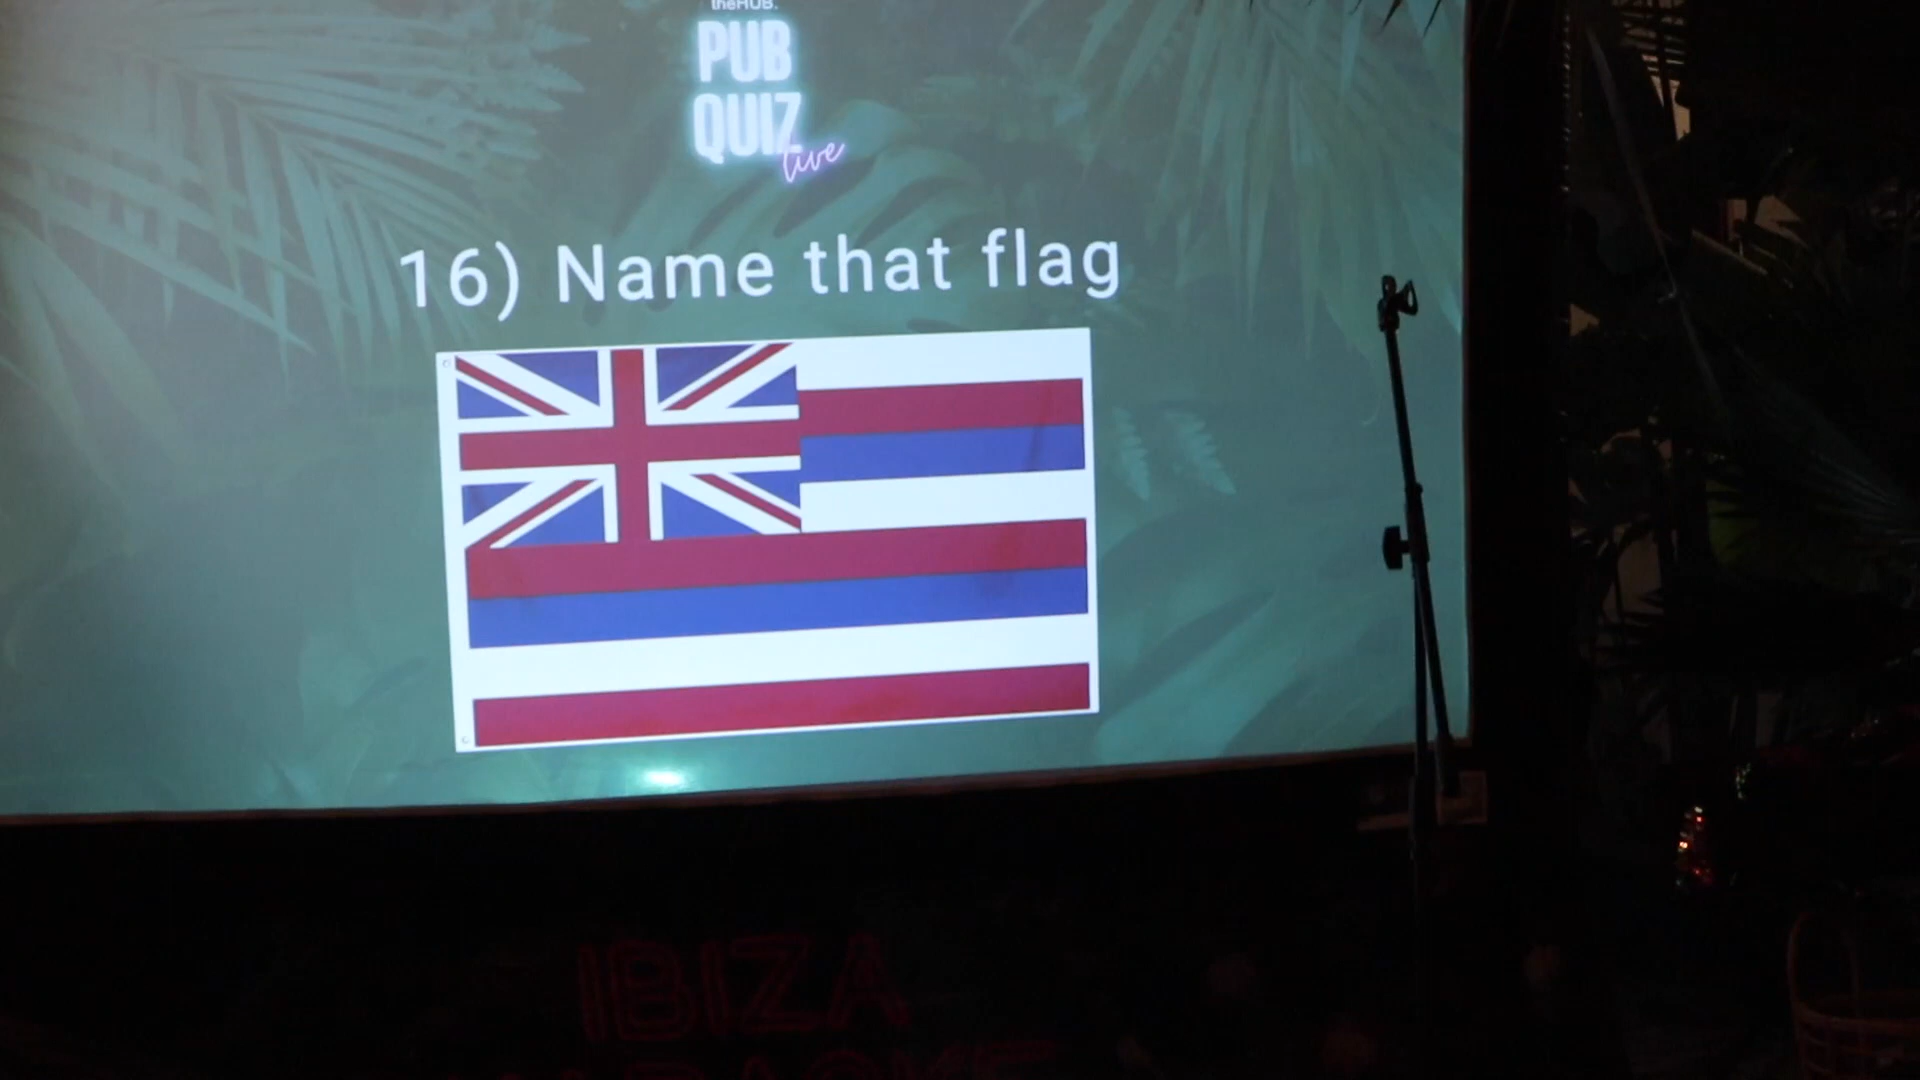 theHUB.
PUB
QUIZ
live
16) Name that flag
IBIZA